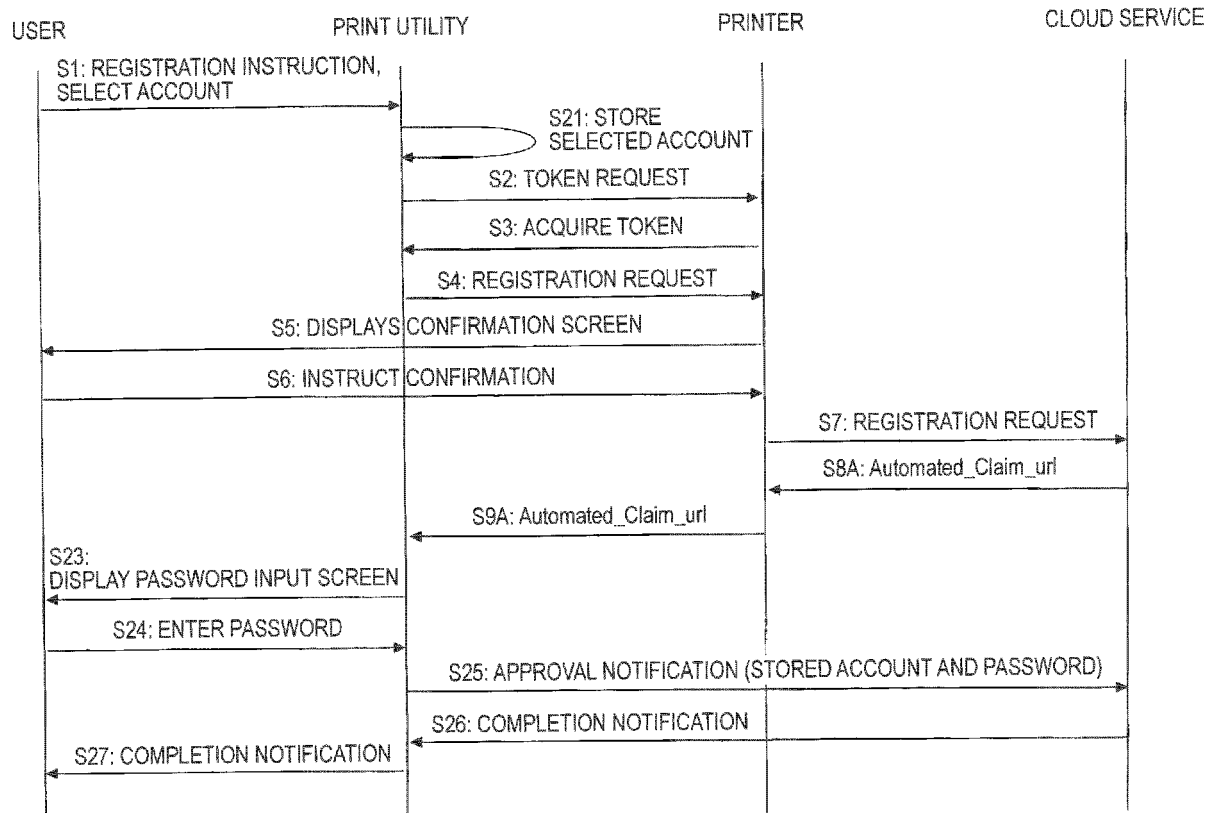 USER
PRINT UTILITY
PRINTER
CLOUD SERVICE
S1: REGISTRATION INSTRUCTION,
SELECT ACCOUNT
S21: STORE
SELECTED ACCOUNT
S2: TOKEN REQUEST
S3: ACQUIRE TOKEN
S4: REGISTRATION REQUEST
S5: DISPLAYS CONFIRMATION SCREEN
S6: INSTRUCT CONFIRMATION
S7: REGISTRATION REQUEST
S8A: Automated_Claim_url
S9A: Automated_Claim_url
S23:
DISPLAY PASSWORD INPUT SCREEN
S24: ENTER PASSWORD
S25: APPROVAL NOTIFICATION (STORED ACCOUNT AND PASSWORD)
S26: COMPLETION NOTIFICATION
S27: COMPLETION NOTIFICATION